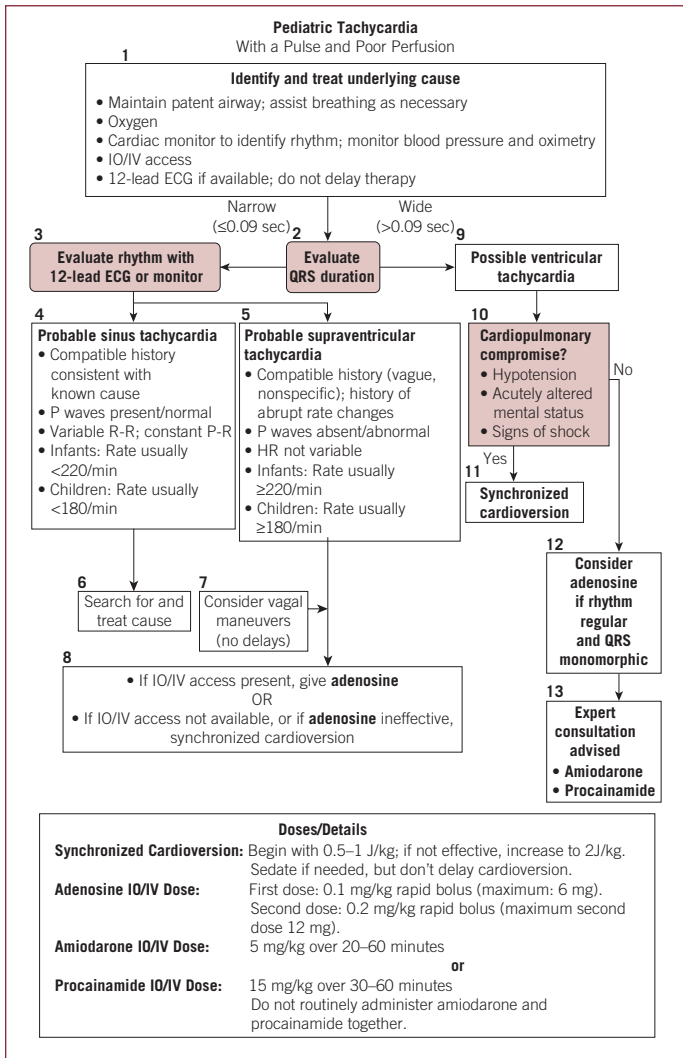 Pediatric Tachycardia
With a Pulse and Poor Perfusion
1
Identify and treat underlying cause
• Maintain patent airway; assist breathing as necessary
• Oxygen
• Cardiac monitor to identify rhythm; monitor blood pressure and oximetry
• IO/IV access
• 12-lead ECG if available; do not delay therapy
Narrow
(≤0.09 sec)
Wide
(>0.09 sec)
2
Evaluate
QRS duration
3
Evaluate rhythm with
12-lead ECG or monitor
4
Probable sinus tachycardia
• Compatible history
consistent with
known cause
• P waves present/normal
• Variable R-R; constant P-R
• Infants: Rate usually
<220/min
• Children: Rate usually
<180/min
5
Probable supraventricular
tachycardia
• Compatible history (vague,
nonspecific); history of
abrupt rate changes
• P waves absent/abnormal
• HR not variable
• Infants: Rate usually
≥220/min
• Children: Rate usually
≥180/min
6
Search for and
treat cause
7
Consider vagal
maneuvers
(no delays)
8
• If IO/IV access present, give adenosine
OR
• If IO/IV access not available, or if adenosine ineffective,
synchronized cardioversion
9
Possible ventricular
tachycardia
10
Cardiopulmonary
compromise?
• Hypotension
• Acutely altered
mental status
• Signs of shock
Yes
No
11
Synchronized
cardioversion
12
Consider
adenosine
if rhythm
regular
and QRS
monomorphic
13
Expert
consultation
advised
• Amiodarone
• Procainamide
Doses/Details
Synchronized Cardioversion: Begin with 0.5–1 J/kg; if not effective, increase to 2J/kg.
Sedate if needed, but don't delay cardioversion.
Adenosine IO/IV Dose: First dose: 0.1 mg/kg rapid bolus (maximum: 6 mg).
Second dose: 0.2 mg/kg rapid bolus (maximum second
dose 12 mg).
Amiodarone IO/IV Dose: 5 mg/kg over 20–60 minutes
or
Procainamide IO/IV Dose: 15 mg/kg over 30–60 minutes
Do not routinely administer amiodarone and
procainamide together.